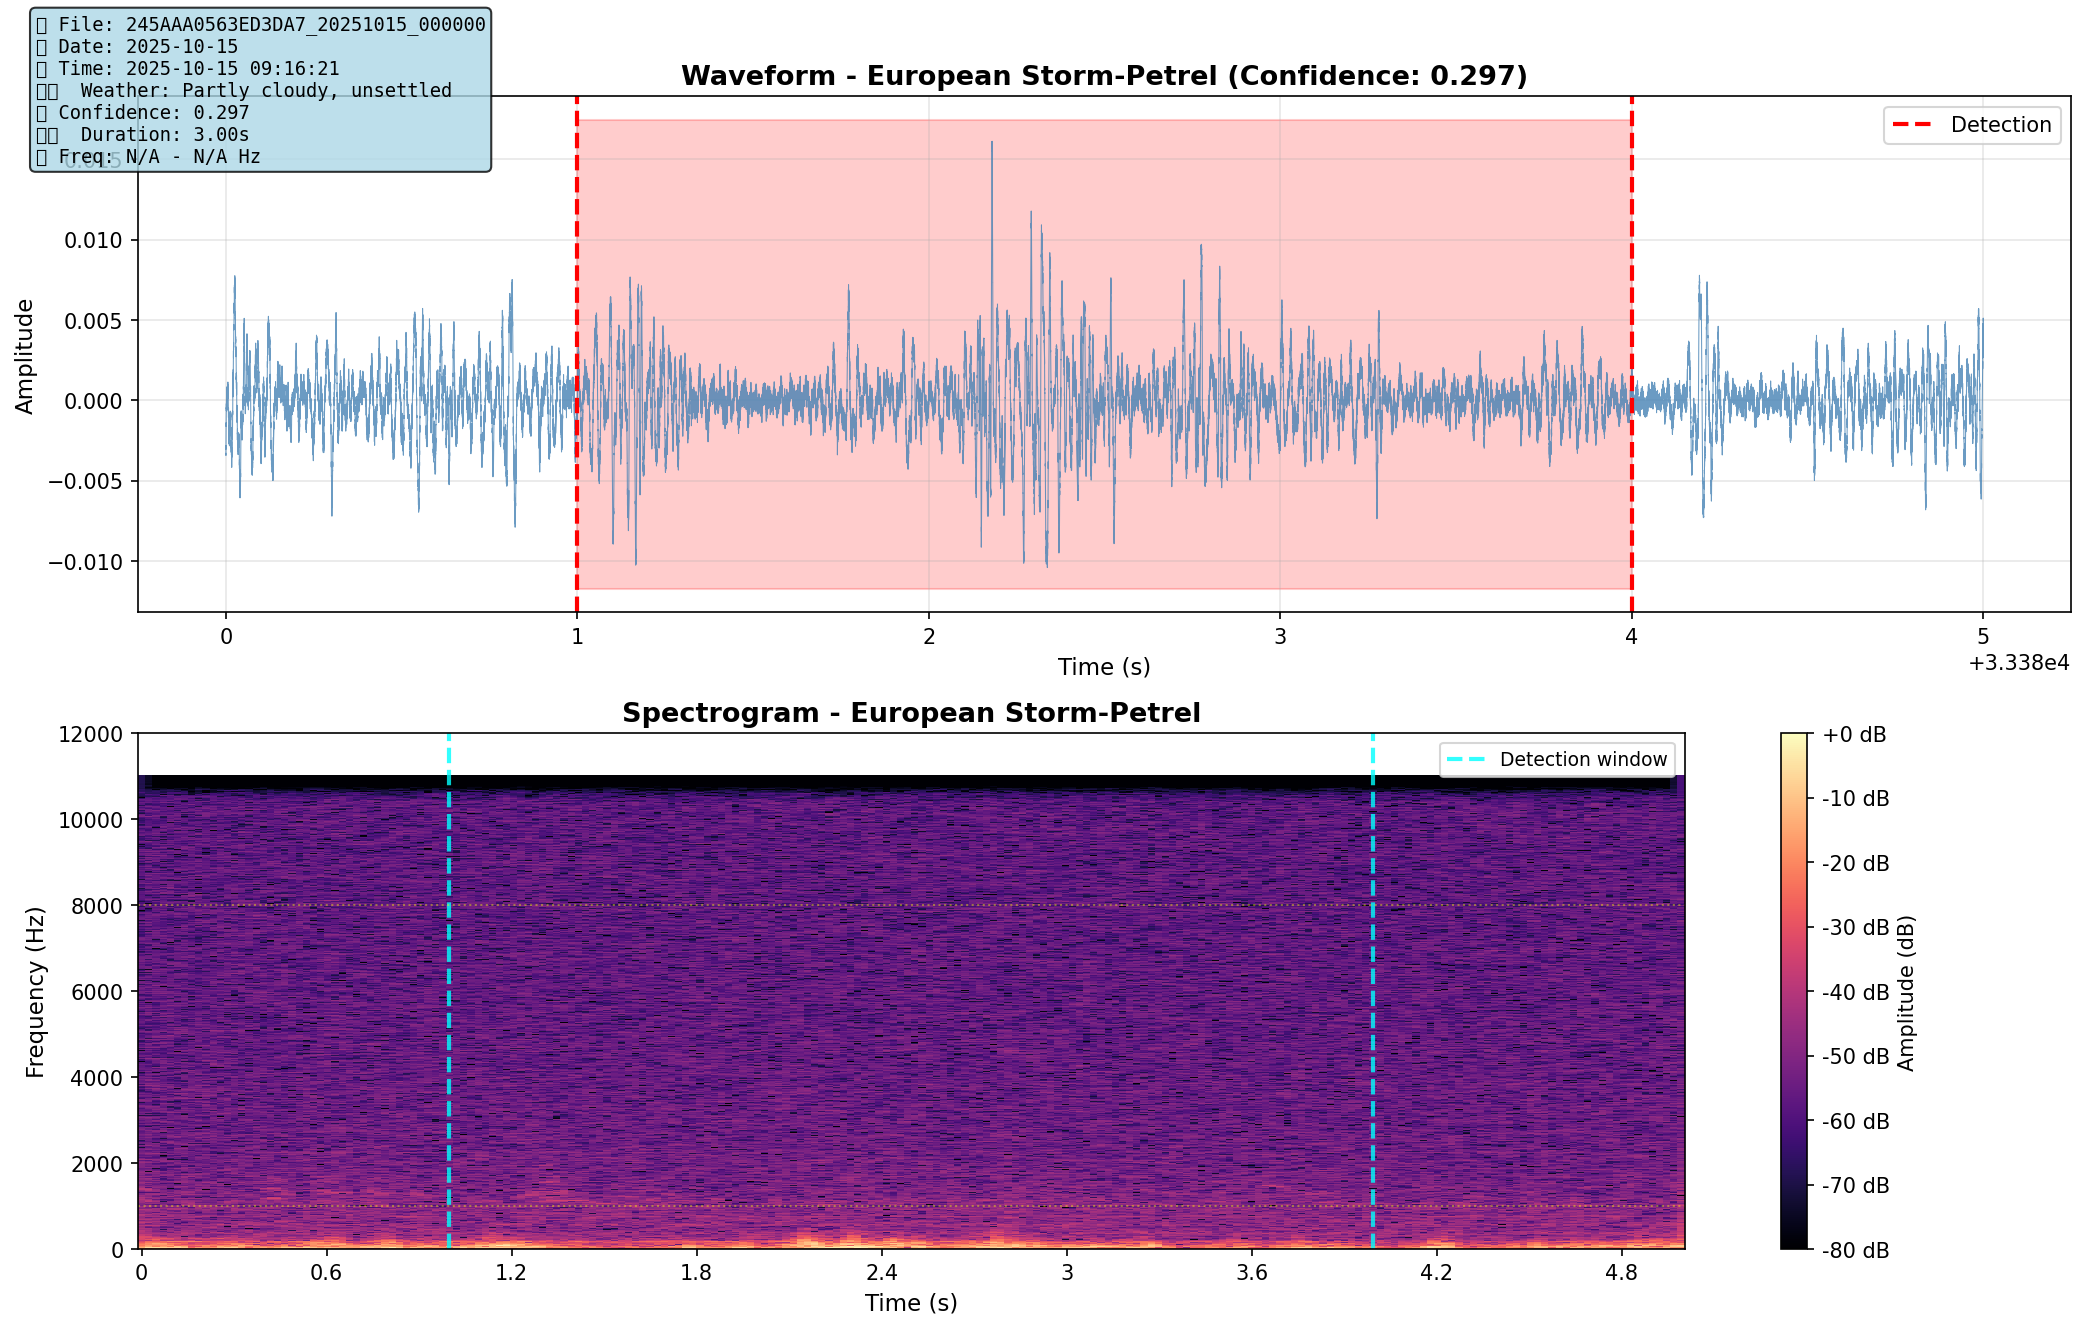 File: 245AAA0563ED3DA7_20251015_000000
Date: 2025-10-15
Time: 2025-10-15 09:16:21
Weather: Partly cloudy, unsettled
Confidence: 0.297
Duration: 3.00s
Freq: N/A - N/A Hz
Waveform - European Storm-Petrel (Confidence: 0.297)
Detection
Amplitude
0.015
0.010
0.005
0.000
−0.005
−0.010
0 1 2 3 4 5
+3.338e4
Time (s)
Spectrogram - European Storm-Petrel
Detection window
Frequency (Hz)
12000
10000
8000
6000
4000
2000
0
0 0.6 1.2 1.8 2.4 3 3.6 4.2 4.8
Time (s)
+0 dB
-10 dB
-20 dB
-30 dB
-40 dB
-50 dB
-60 dB
-70 dB
-80 dB
Amplitude (dB)